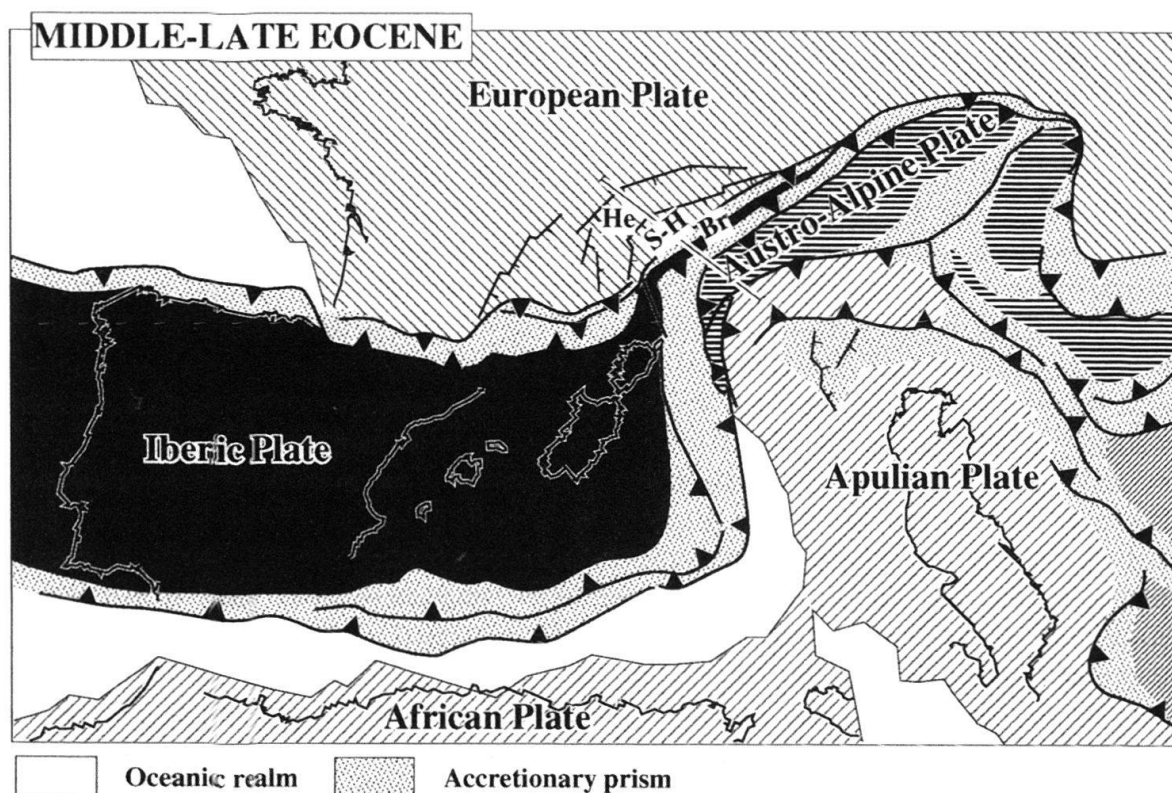 MIDDLE-LATE EOCENE
European Plate
Austro-Alpine Plate
He
S-H
Br
Iberic Plate
Apulian Plate
African Plate
Oceanic realm
Accretionary prism